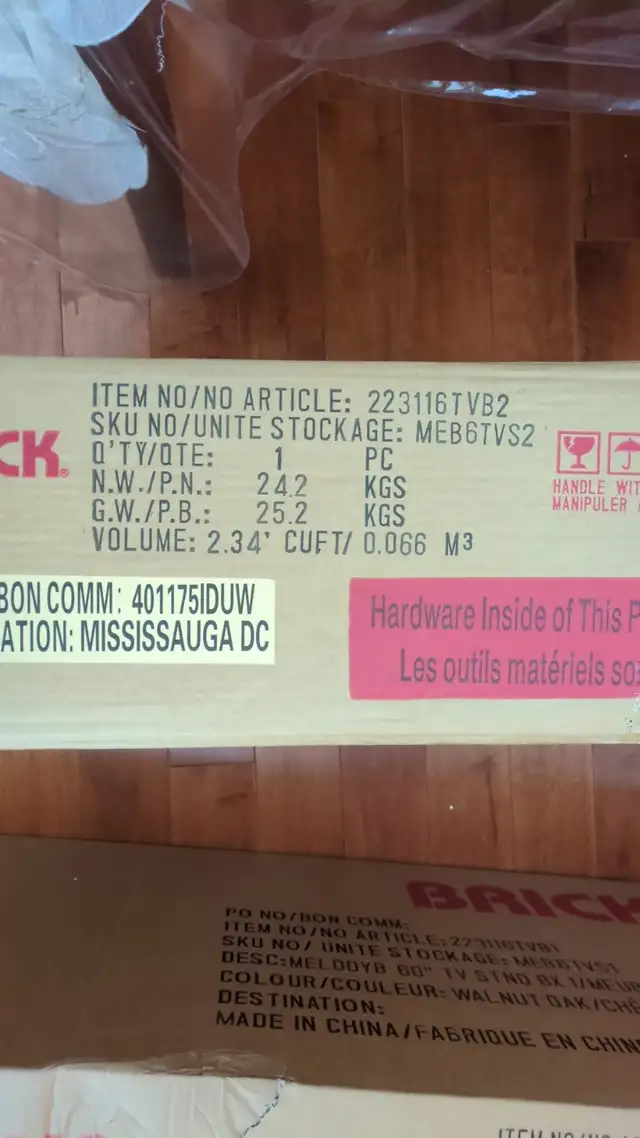 CK®
ITEM NO/NO ARTICLE: 223116TVB2
SKU NO/UNITE STOCKAGE: MEB6TVS2
Q'TY/QTE: 1 PC
N.W./P.N.: 24.2 KGS
G.W./P.B.: 25.2 KGS
VOLUME: 2.34' CUFT/ 0.066 M³
HANDLE WIT
MANIPULER
BON COMM: 401175IDUW
ATION: MISSISSAUGA DC
Hardware Inside of This P
Les outils matériels so
BRICK
PO NO/BON COMM:
ITEM NO/NO ARTICLE: 223116TVB1
SKU NO/ UNITE STOCKAGE: MEB6TVS1
DESC: MELODYB 60" TV STND BX 1/MEUB
COLOUR/COULEUR: WALNUT OAK/CHÊ
DESTINATION:
MADE IN CHINA/FABRIQUE EN CHIN
ITEM NO/NO